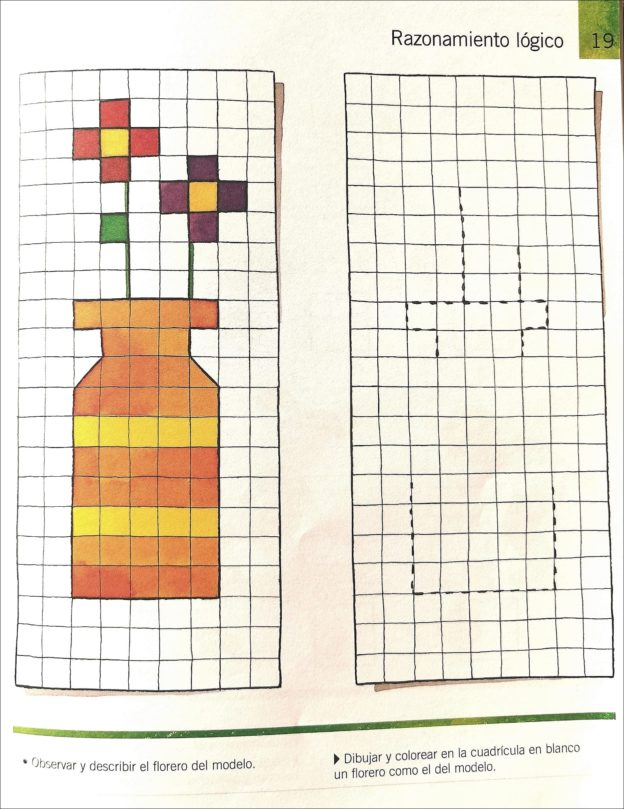 Razonamiento lógico 19
• Observar y describir el florero del modelo.
Dibujar y colorear en la cuadrícula en blanco
un florero como el del modelo.